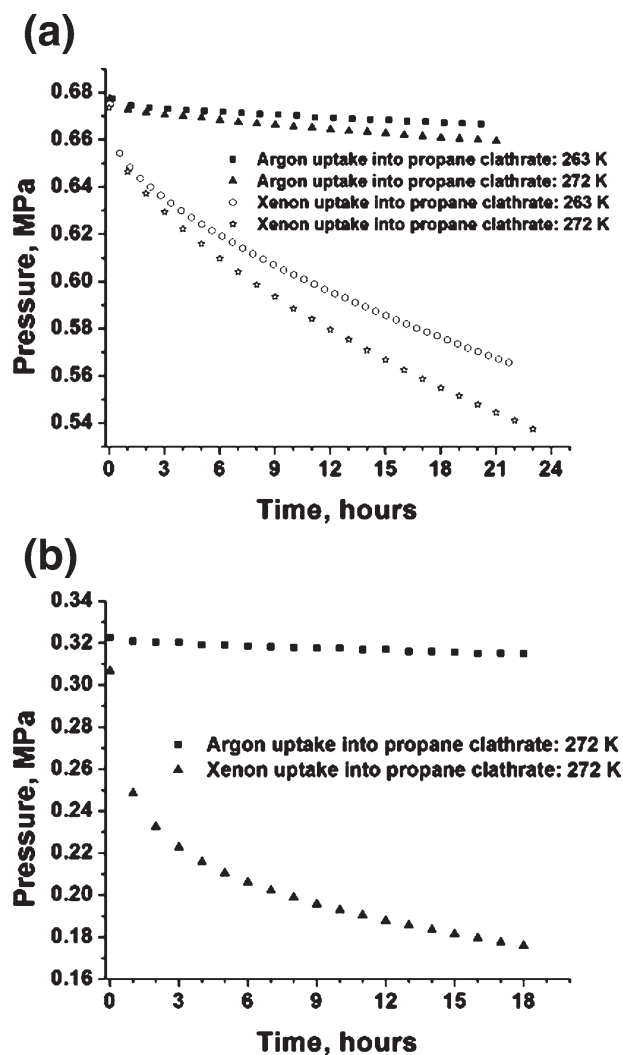 (a)
0.68
0.66
0.64
0.62
0.60
0.58
0.56
0.54
Pressure, MPa
Argon uptake into propane clathrate: 263 K
Argon uptake into propane clathrate: 272 K
Xenon uptake into propane clathrate: 263 K
Xenon uptake into propane clathrate: 272 K
0 3 6 9 12 15 18 21 24
Time, hours
(b)
0.34
0.32
0.30
0.28
0.26
0.24
0.22
0.20
0.18
0.16
Pressure, MPa
Argon uptake into propane clathrate: 272 K
Xenon uptake into propane clathrate: 272 K
0 3 6 9 12 15 18
Time, hours